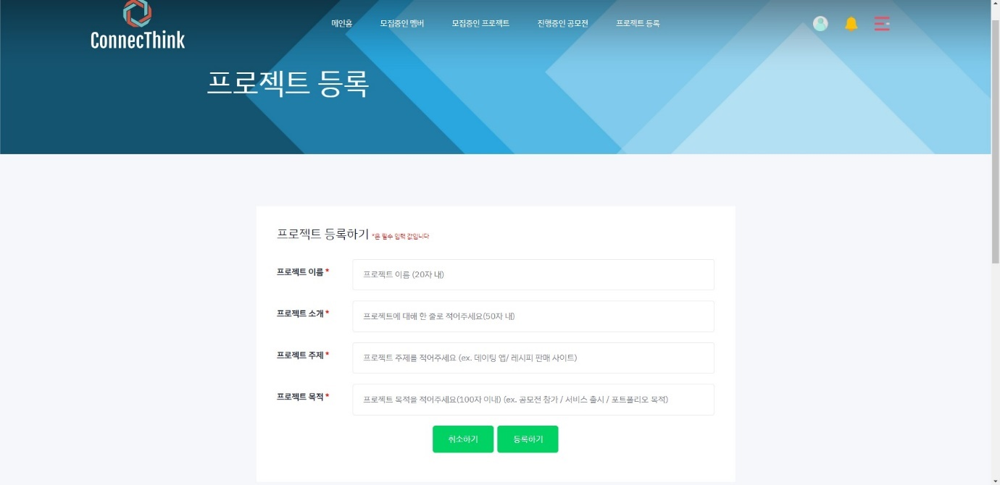 메인홈 모집중인 멤버 모집중인 프로젝트 진행중인 공모전 프로젝트 등록
ConnecThink
프로젝트 등록
프로젝트 등록하기 *은 필수 입력 값입니다
프로젝트 이름 * 프로젝트 이름 (20자 내)
프로젝트 소개 * 프로젝트에 대해 한 줄로 적어주세요(50자 내)
프로젝트 주제 * 프로젝트 주제를 적어주세요 (ex. 데이팅 앱/ 레시피 판매 사이트)
프로젝트 목적 * 프로젝트 목적을 적어주세요(100자 이내) (ex. 공모전 참가 / 서비스 출시 / 포트폴리오 목적)
취소하기 등록하기